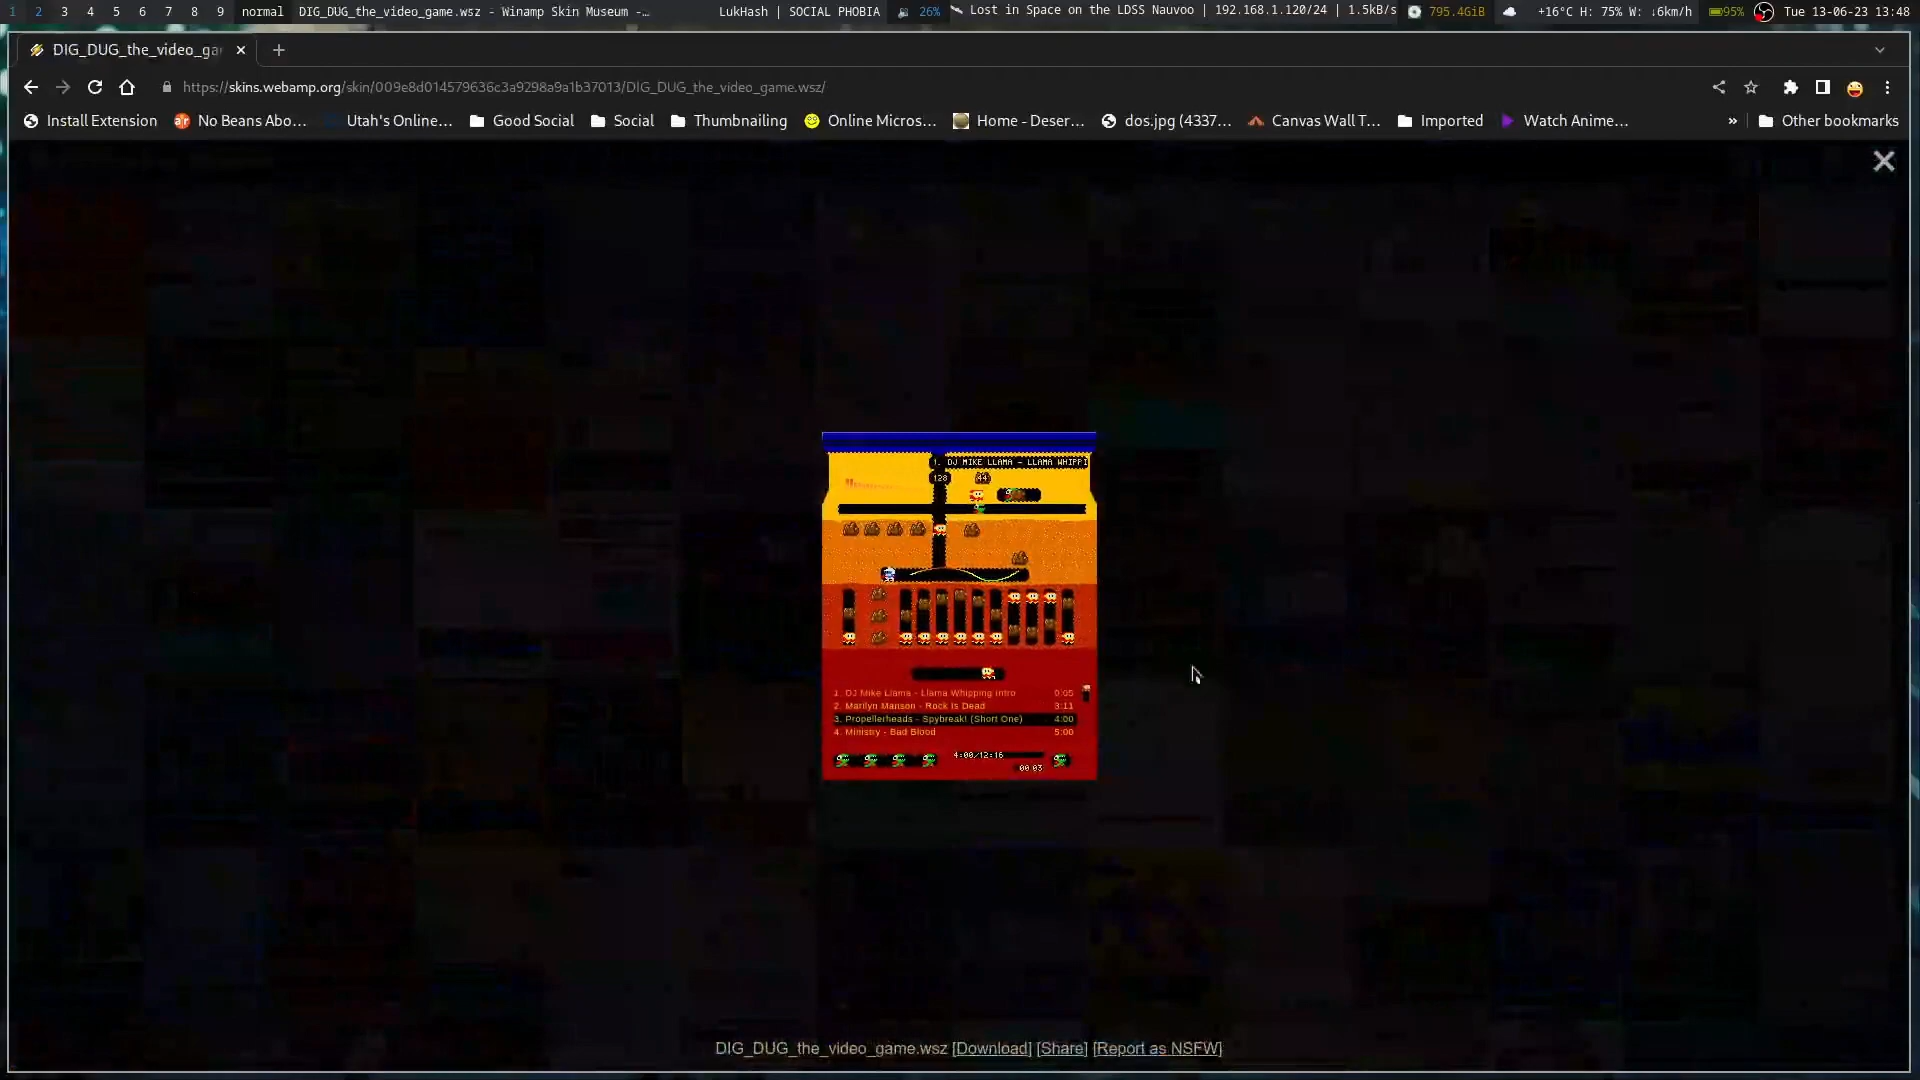 1 2 3 4 5 6 7 8 9 normal DIG_DUG_the_video_game.wsz - Winamp Skin Museum -… LukHash | SOCIAL PHOBIA 26% Lost in Space on the LDSS Nauvoo | 192.168.1.120/24 | 1.5kB/s 795.4GiB +16°C H: 75% W: ↓6km/h 95% Tue 13-06-23 13:48
DIG_DUG_the_video_ga
https://skins.webamp.org/skin/009e8d014579636c3a9298a9a1b37013/DIG_DUG_the_video_game.wsz/
Install Extension No Beans Abo… Utah's Online… Good Social Social Thumbnailing Online Micros… Home - Deser… dos.jpg (4337… Canvas Wall T… Imported Watch Anime… » Other bookmarks
1. DJ MIKE LLAMA - LLAMA WHIPPI
128 44
1. DJ Mike Llama - Llama Whipping Intro 0:05
2. Marilyn Manson - Rock Is Dead 3:11
3. Propellerheads - Spybreak! (Short One) 4:00
4. Ministry - Bad Blood 5:00
4:00/12:16
00:03
DIG_DUG_the_video_game.wsz [Download] [Share] [Report as NSFW]